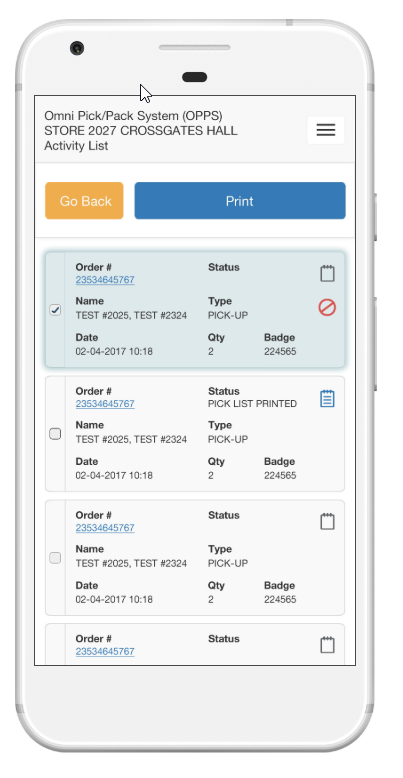 Omni Pick/Pack System (OPPS)
STORE 2027 CROSSGATES HALL
Activity List
Go Back Print
Order # Status
23534645767
Name Type
TEST #2025, TEST #2324 PICK-UP
Date Qty Badge
02-04-2017 10:18 2 224565
Order # Status
23534645767 PICK LIST PRINTED
Name Type
TEST #2025, TEST #2324 PICK-UP
Date Qty Badge
02-04-2017 10:18 2 224565
Order # Status
23534645767
Name Type
TEST #2025, TEST #2324 PICK-UP
Date Qty Badge
02-04-2017 10:18 2 224565
Order # Status
23534645767